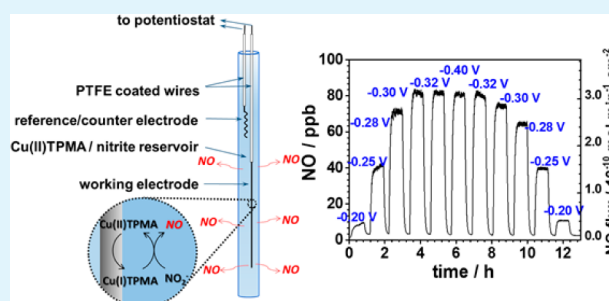 to potentiostat
PTFE coated wires
reference/counter electrode
Cu(II)TPMA / nitrite reservoir
working electrode
NO NO
NO NO
NO NO
Cu(II)TPMA NO
Cu(I)TPMA NO₂⁻
NO / ppb
100
80
60
40
20
0
-0.20 V
-0.25 V
-0.28 V
-0.30 V
-0.32 V
-0.40 V
-0.32 V
-0.30 V
-0.28 V
-0.25 V
-0.20 V
3.0
2.0
1.0
0.0
0 2 4 6 8 10 12
time / h